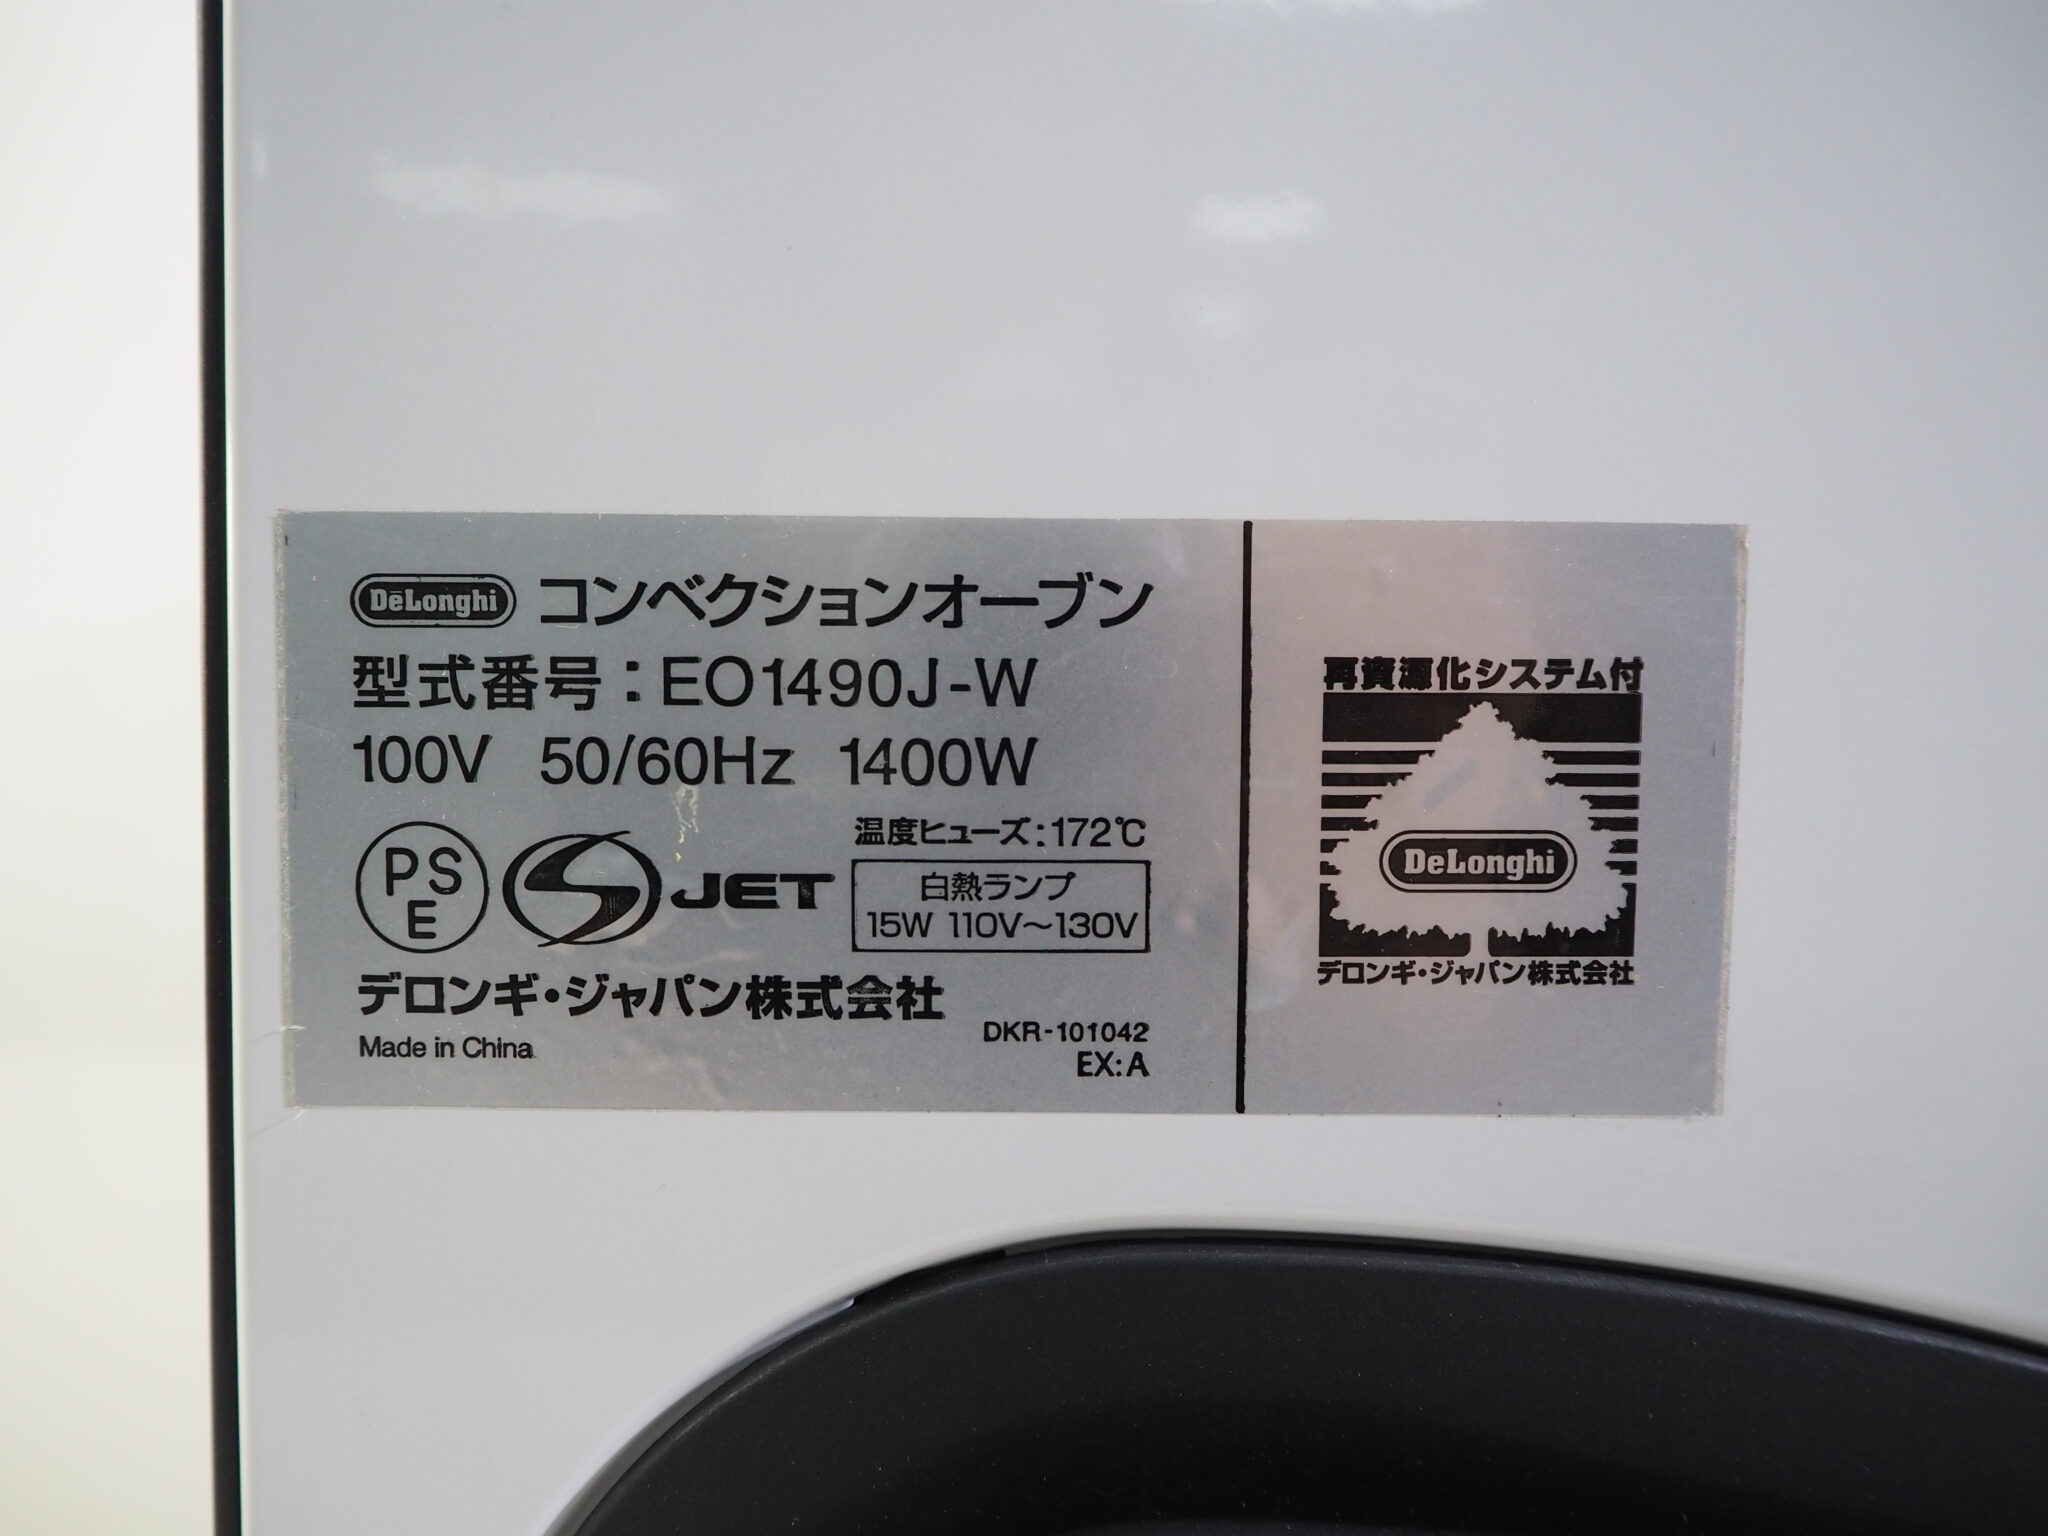 DeLonghi コンベクションオーブン
型式番号：EO1490J-W
100V 50/60Hz 1400W
温度ヒューズ：172℃
PS
E
S JET
白熱ランプ
15W 110V～130V
デロンギ・ジャパン株式会社
Made in China
DKR-101042
EX:A
再資源化システム付
DeLonghi
デロンギ・ジャパン株式会社